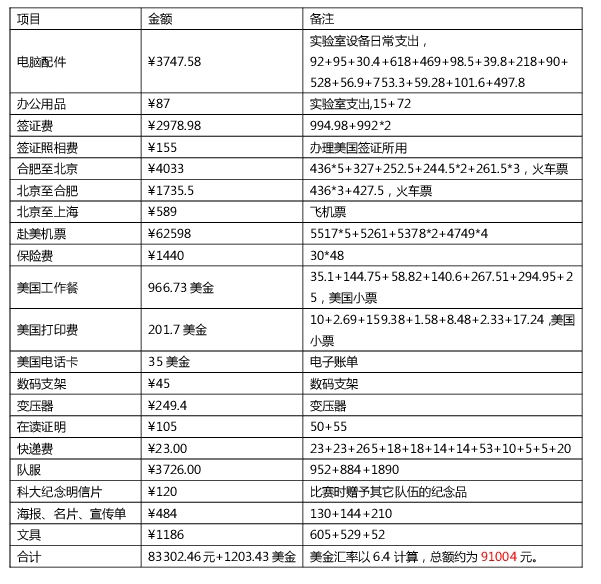 项目 金额 备注
实验室设备日常支出，
电脑配件 ¥3747.58 92+95+30.4+618+469+98.5+39.8+218+90+
528+56.9+753.3+59.28+101.6+497.8
办公用品 ¥87 实验室支出,15+72
签证费 ¥2978.98 994.98+992*2
签证照相费 ¥155 办理美国签证所用
合肥至北京 ¥4033 436*5+327+252.5+244.5*2+261.5*3，火车票
北京至合肥 ¥1735.5 436*3+427.5，火车票
北京至上海 ¥589 飞机票
赴美机票 ¥62598 5517*5+5261+5378*2+4749*4
保险费 ¥1440 30*48
美国工作餐 966.73 美金 35.1+144.75+58.82+140.6+267.51+294.95+2
5，美国小票
美国打印费 201.7 美金 10+2.69+159.38+1.58+8.48+2.33+17.24 ,美国
小票
美国电话卡 35 美金 电子账单
数码支架 ¥45 数码支架
变压器 ¥249.4 变压器
在读证明 ¥105 50+55
快递费 ¥23.00 23+23+265+18+18+14+14+53+10+5+5+20
队服 ¥3726.00 952+884+1890
科大纪念明信片 ¥120 比赛时赠予其它队伍的纪念品
海报、名片、宣传单 ¥484 130+144+210
文具 ¥1186 605+529+52
合计 83302.46 元+1203.43 美金 美金汇率以 6.4 计算，总额约为 91004 元。